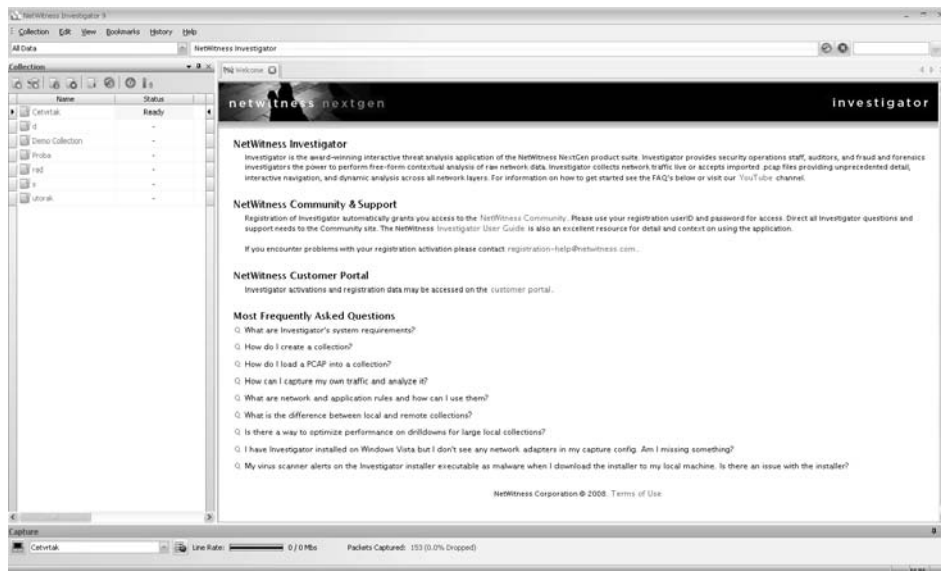 NetWitness Investigator 9
Collection Edit View Bookmarks History Help
All Data
NetWitness Investigator
Collection
Welcome
Name Status
Cetvrtak Ready
d -
Demo Collection -
Proba -
rad -
s -
utorak -
netwitness nextgen
investigator
NetWitness Investigator
Investigator is the award-winning interactive threat analysis application of the NetWitness NextGen product suite. Investigator provides security operations staff, auditors, and fraud and forensics
investigators the power to perform free-form contextual analysis of raw network data. Investigator collects network traffic live or accepts imported .pcap files providing unprecedented detail,
interactive navigation, and dynamic analysis across all network layers. For information on how to get started see the FAQ's below or visit our YouTube channel.
NetWitness Community & Support
Registration of Investigator automatically grants you access to the NetWitness Community. Please use your registration userID and password for access. Direct all Investigator questions and
support needs to the Community site. The NetWitness Investigator User Guide is also an excellent resource for detail and context on using the application.
If you encounter problems with your registration activation please contact registration-help@netwitness.com.
NetWitness Customer Portal
Investigator activations and registration data may be accessed on the customer portal.
Most Frequently Asked Questions
Q What are Investigator's system requirements?
Q How do I create a collection?
Q How do I load a PCAP into a collection?
Q How can I capture my own traffic and analyze it?
Q What are network and application rules and how can I use them?
Q What is the difference between local and remote collections?
Q Is there a way to optimize performance on drilldowns for large local collections?
Q I have Investigator installed on Windows Vista but I don't see any network adapters in my capture config. Am I missing something?
Q My virus scanner alerts on the Investigator installer executable as malware when I download the installer to my local machine. Is there an issue with the installer?
NetWitness Corporation © 2008. Terms of Use
Capture
Cetvrtak
Line Rate: 0 / 0 Mbs
Packets Captured: 153 (0.0% Dropped)